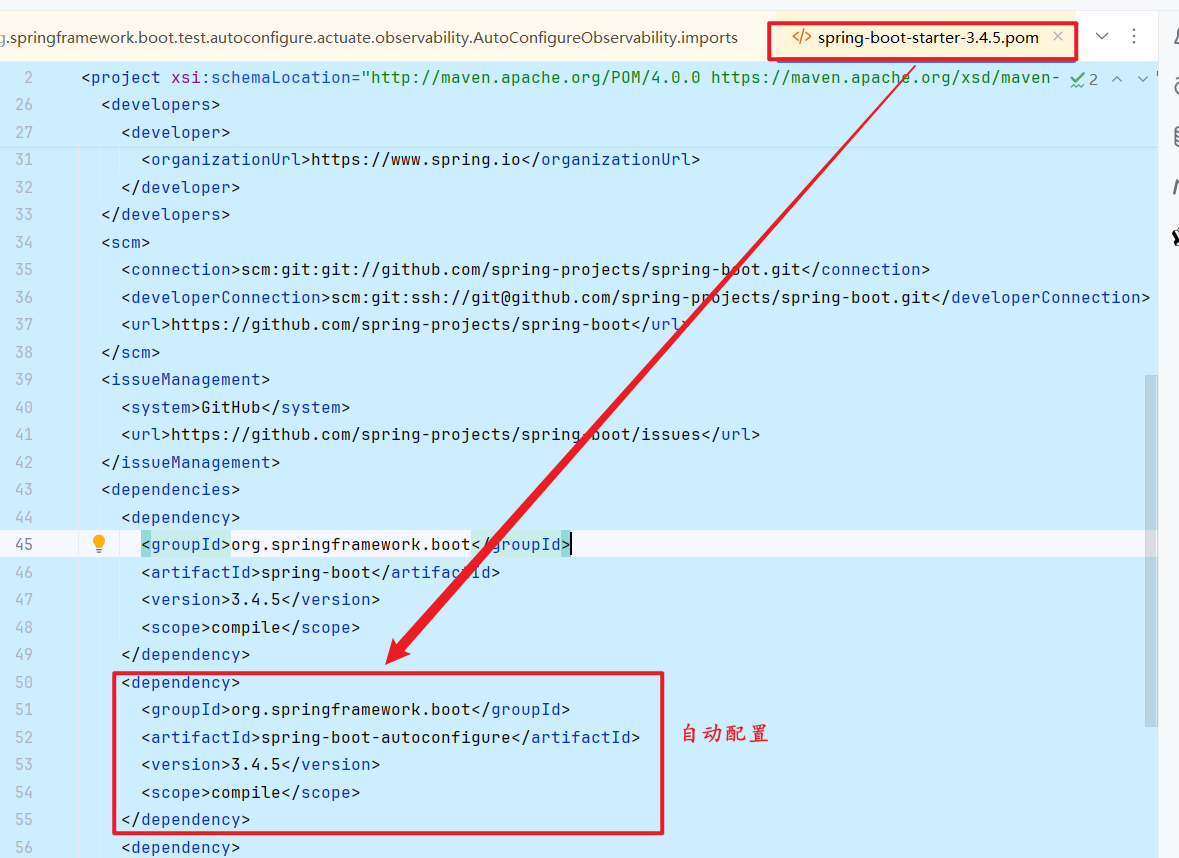 g.springframework.boot.test.autoconfigure.actuate.observability.AutoConfigureObservability.imports
</> spring-boot-starter-3.4.5.pom
2 <project xsi:schemaLocation="http://maven.apache.org/POM/4.0.0 https://maven.apache.org/xsd/maven- 2
26 <developers>
27 <developer>
31 <organizationUrl>https://www.spring.io</organizationUrl>
32 </developer>
33 </developers>
34 <scm>
35 <connection>scm:git:git://github.com/spring-projects/spring-boot.git</connection>
36 <developerConnection>scm:git:ssh://git@github.com/spring-projects/spring-boot.git</developerConnection>
37 <url>https://github.com/spring-projects/spring-boot</url>
38 </scm>
39 <issueManagement>
40 <system>GitHub</system>
41 <url>https://github.com/spring-projects/spring-boot/issues</url>
42 </issueManagement>
43 <dependencies>
44 <dependency>
45 <groupId>org.springframework.boot</groupId>
46 <artifactId>spring-boot</artifactId>
47 <version>3.4.5</version>
48 <scope>compile</scope>
49 </dependency>
50 <dependency>
51 <groupId>org.springframework.boot</groupId>
52 <artifactId>spring-boot-autoconfigure</artifactId>
自动配置
53 <version>3.4.5</version>
54 <scope>compile</scope>
55 </dependency>
56 <dependency>